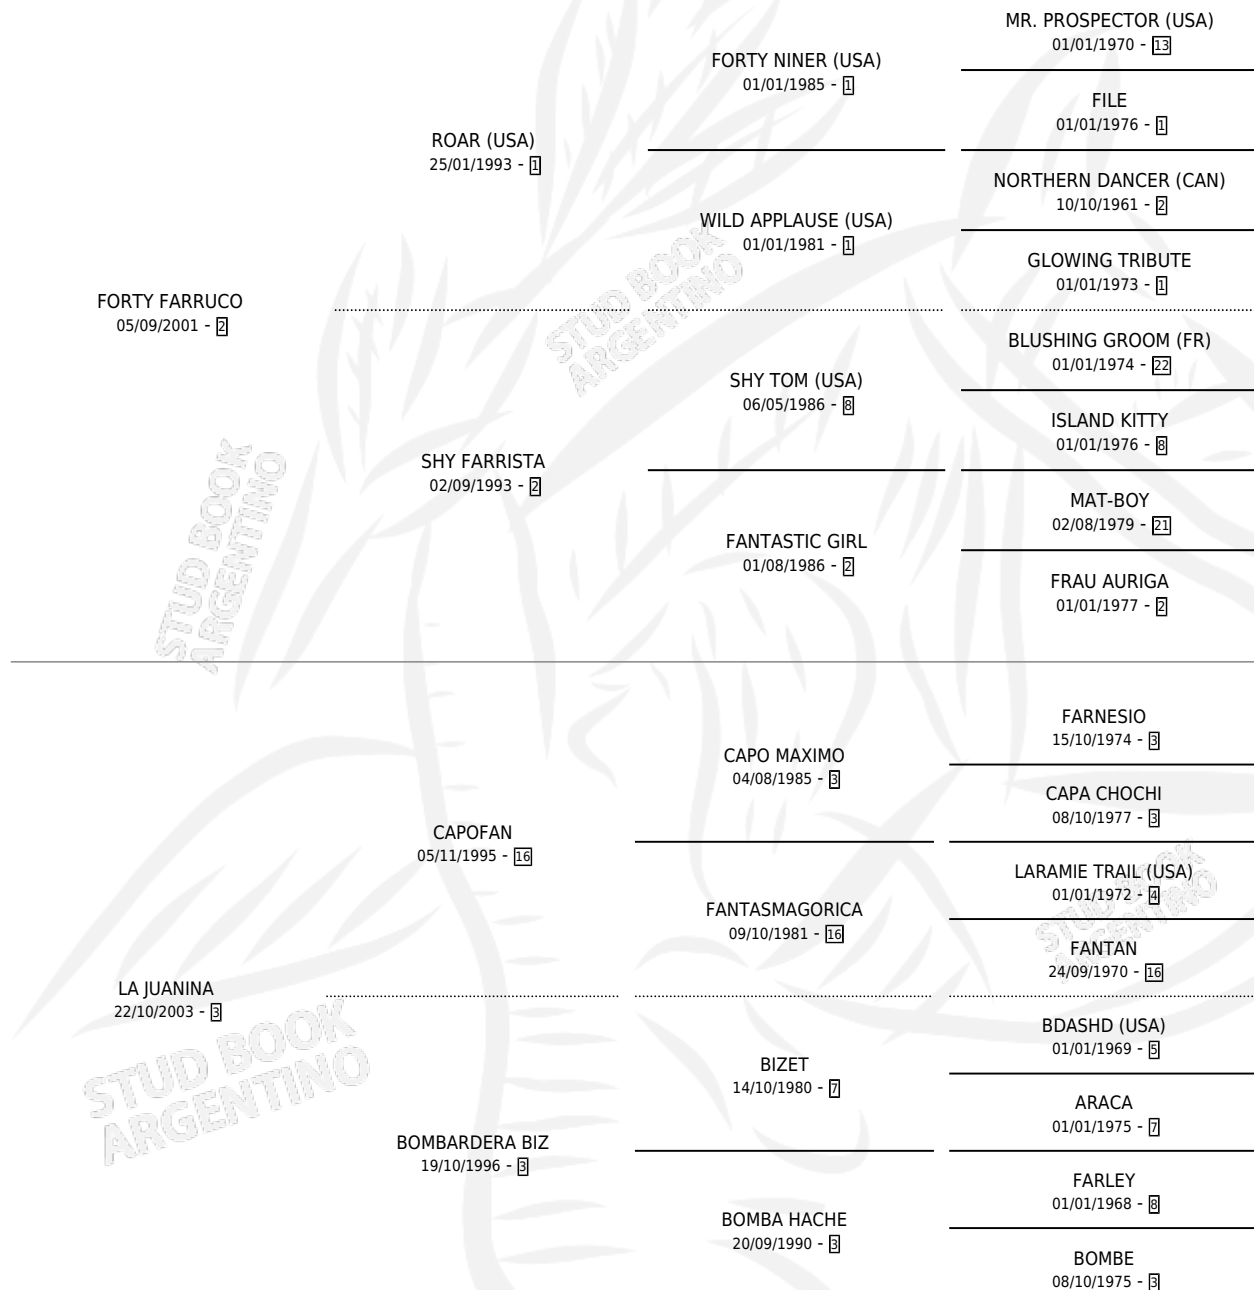 MR. PROSPECTOR (USA)
01/01/1970 - 13
FORTY NINER (USA)
01/01/1985 - 1
FILE
01/01/1976 - 1
ROAR (USA)
25/01/1993 - 1
NORTHERN DANCER (CAN)
10/10/1961 - 2
WILD APPLAUSE (USA)
01/01/1981 - 1
GLOWING TRIBUTE
01/01/1973 - 1
FORTY FARRUCO
05/09/2001 - 2
BLUSHING GROOM (FR)
01/01/1974 - 22
SHY TOM (USA)
06/05/1986 - 8
ISLAND KITTY
01/01/1976 - 8
SHY FARRISTA
02/09/1993 - 2
MAT-BOY
02/08/1979 - 21
FANTASTIC GIRL
01/08/1986 - 2
FRAU AURIGA
01/01/1977 - 2
FARNESIO
15/10/1974 - 3
CAPO MAXIMO
04/08/1985 - 3
CAPA CHOCHI
08/10/1977 - 3
CAPOFAN
05/11/1995 - 16
LARAMIE TRAIL (USA)
01/01/1972 - 4
FANTASMAGORICA
09/10/1981 - 16
FANTAN
24/09/1970 - 16
LA JUANINA
22/10/2003 - 3
BDASHD (USA)
01/01/1969 - 5
BIZET
14/10/1980 - 7
ARACA
01/01/1975 - 7
BOMBARDERA BIZ
19/10/1996 - 3
FARLEY
01/01/1968 - 8
BOMBA HACHE
20/09/1990 - 3
BOMBE
08/10/1975 - 3
STUD BOOK
ARGENTINO
STUD BOOK
ARGENTINO
STUD BOOK
ARGENTINO
STUD BOOK
ARGENTINO